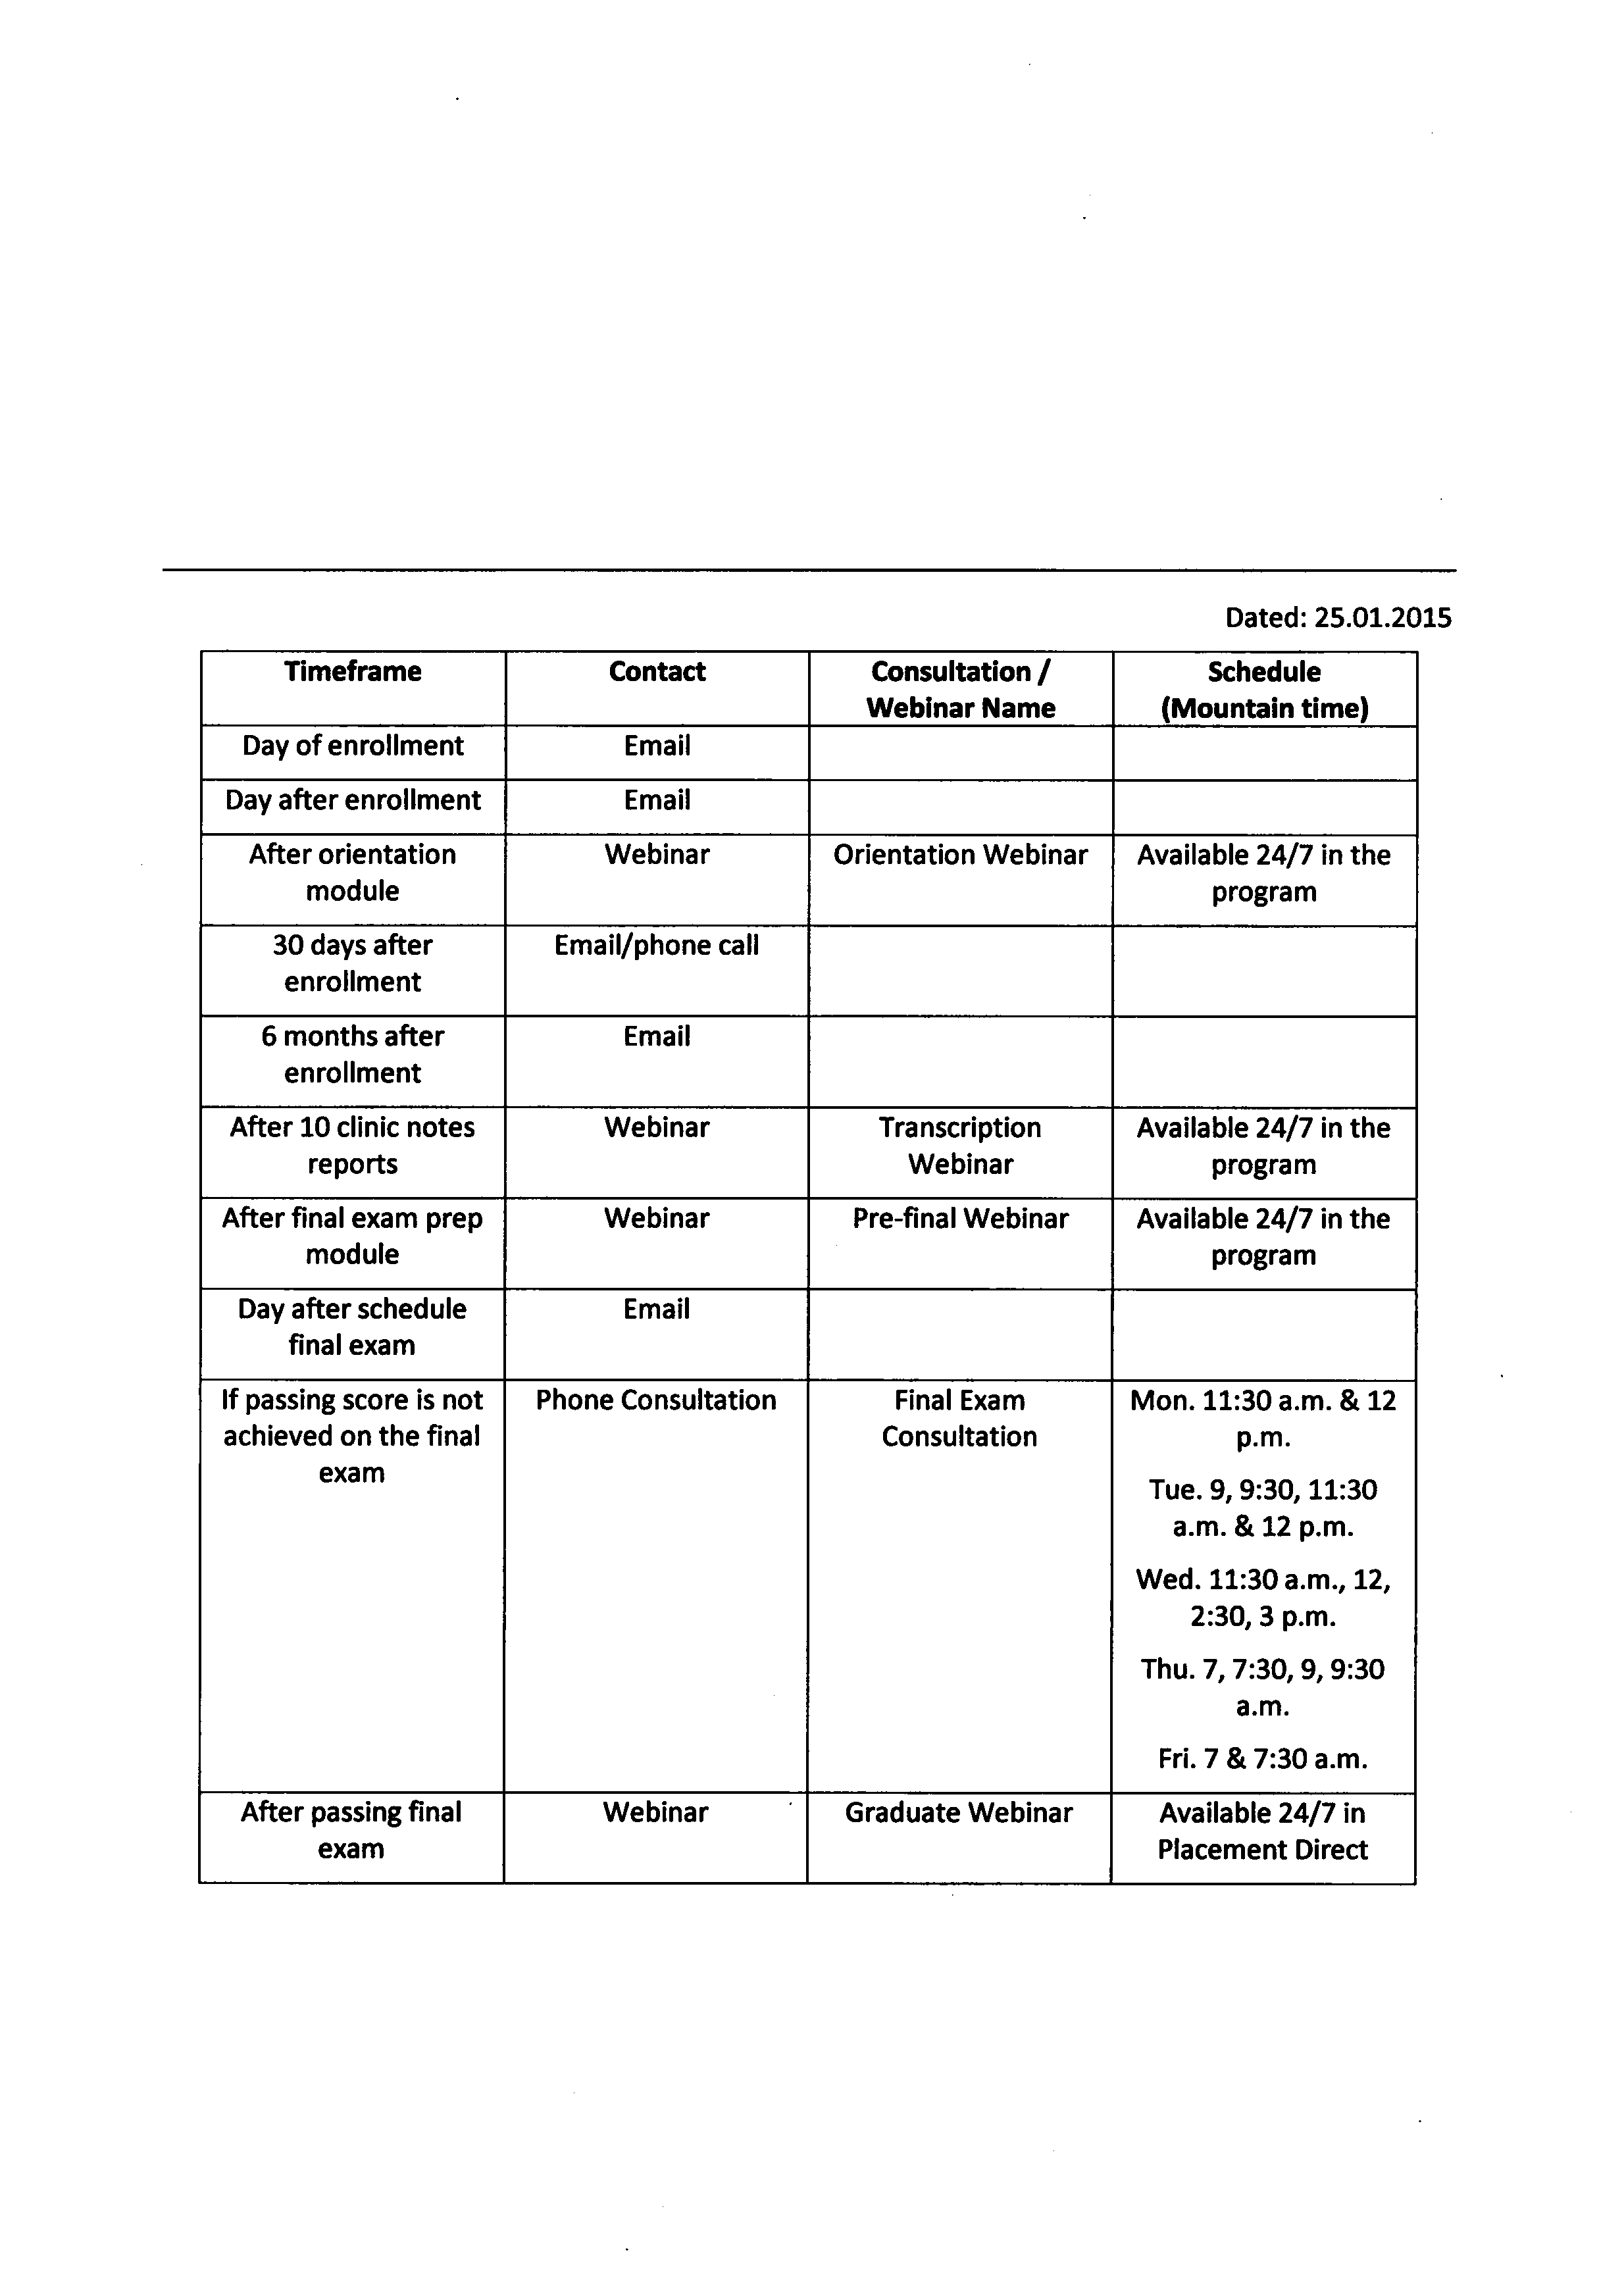 Dated: 25.01.2015
Timeframe Contact Consultation / Schedule
Webinar Name (Mountain time)
Day of enrollment Email
Day after enrollment Email
After orientation Webinar Orientation Webinar Available 24/7 in the
module program
30 days after Email/phone call
enrollment
6 months after Email
enrollment
After 10 clinic notes Webinar Transcription Available 24/7 in the
reports Webinar program
After final exam prep Webinar Pre-final Webinar Available 24/7 in the
module program
Day after schedule Email
final exam
If passing score is not Phone Consultation Final Exam Mon. 11:30 a.m. & 12
achieved on the final Consultation p.m.
exam
Tue. 9, 9:30, 11:30
a.m. & 12 p.m.
Wed. 11:30 a.m., 12,
2:30, 3 p.m.
Thu. 7, 7:30, 9, 9:30
a.m.
Fri. 7 & 7:30 a.m.
After passing final Webinar Graduate Webinar Available 24/7 in
exam Placement Direct